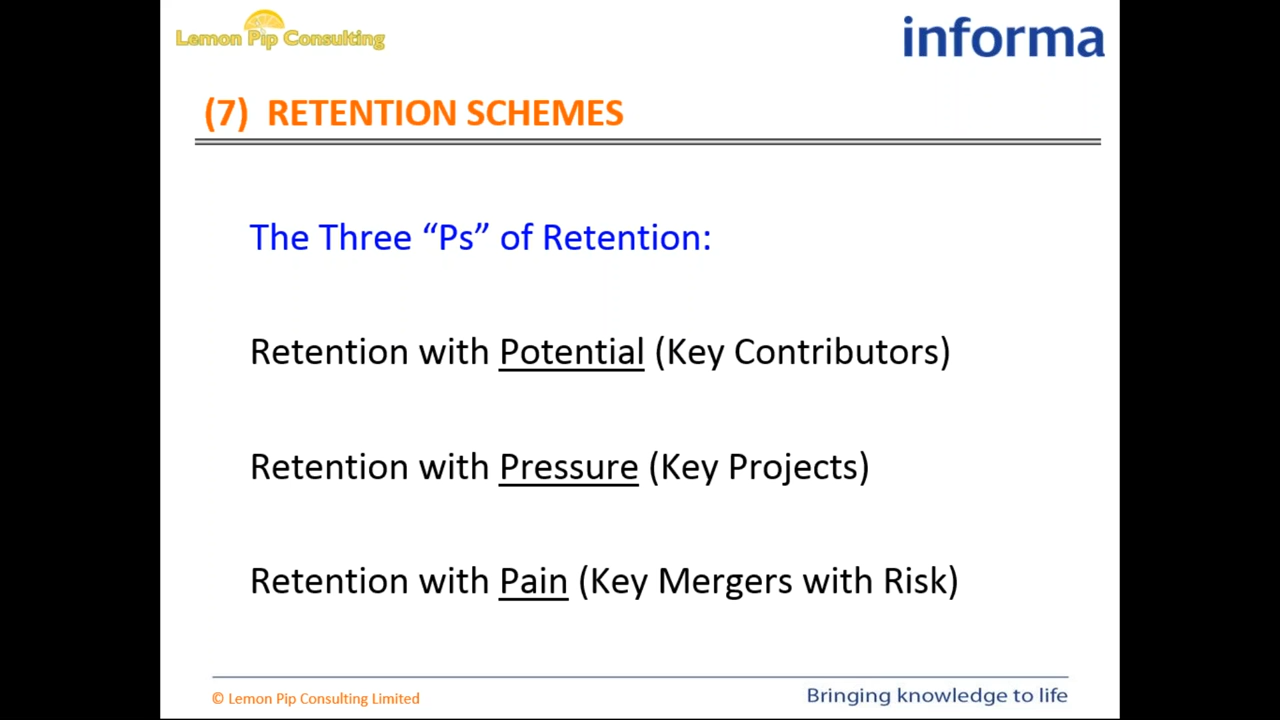 Lemon Pip Consulting
informa
(7) RETENTION SCHEMES
The Three “Ps” of Retention:
Retention with Potential (Key Contributors)
Retention with Pressure (Key Projects)
Retention with Pain (Key Mergers with Risk)
© Lemon Pip Consulting Limited
Bringing knowledge to life